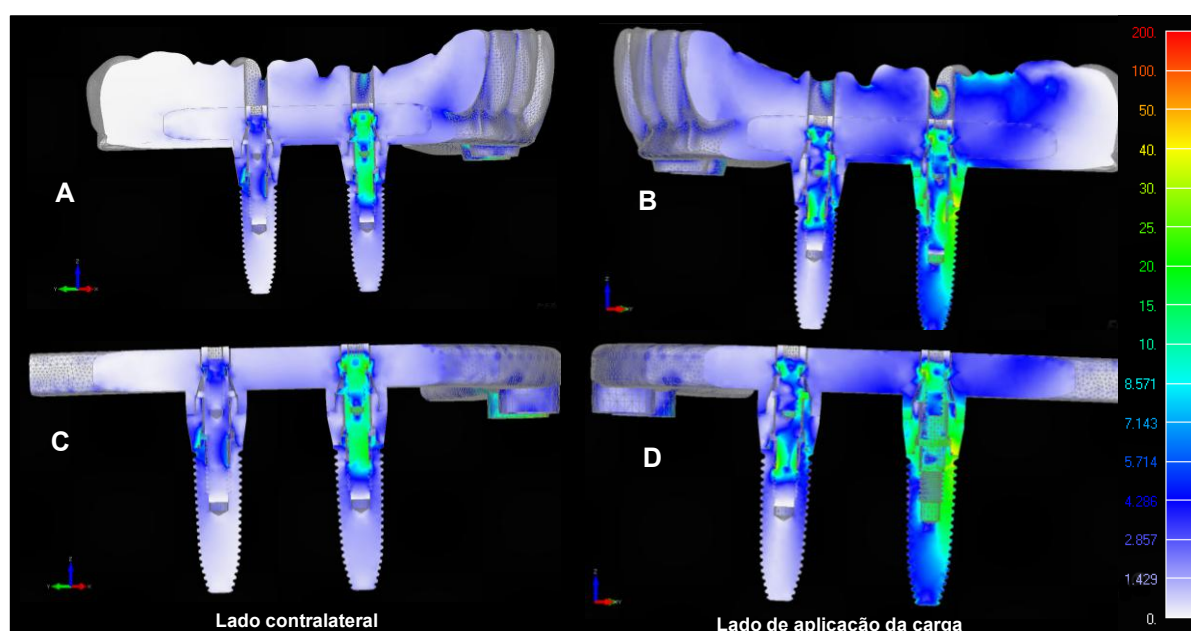 A
B
C
D
Lado contralateral
Lado de aplicação da carga
200
100.
50.
40.
30.
25.
20.
10.
8.571
7.143
5.714
4.286
2.857
1.429
0.